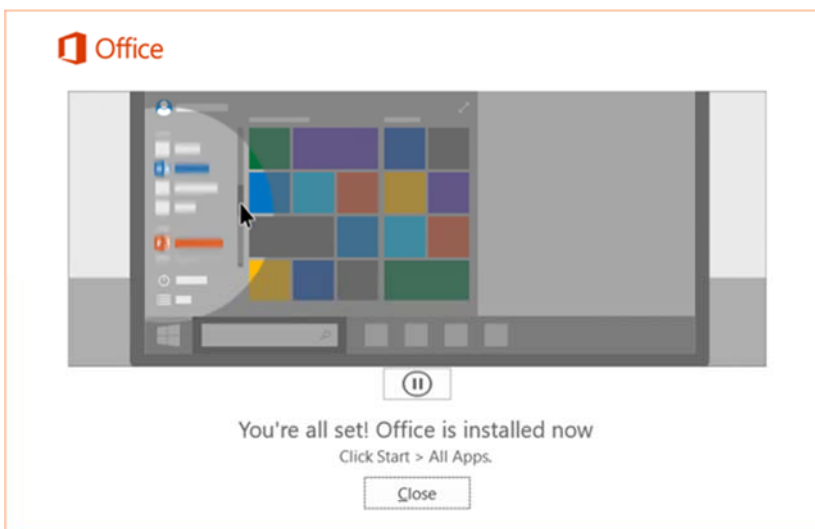 Office
You're all set! Office is installed now
Click Start > All Apps.
Close